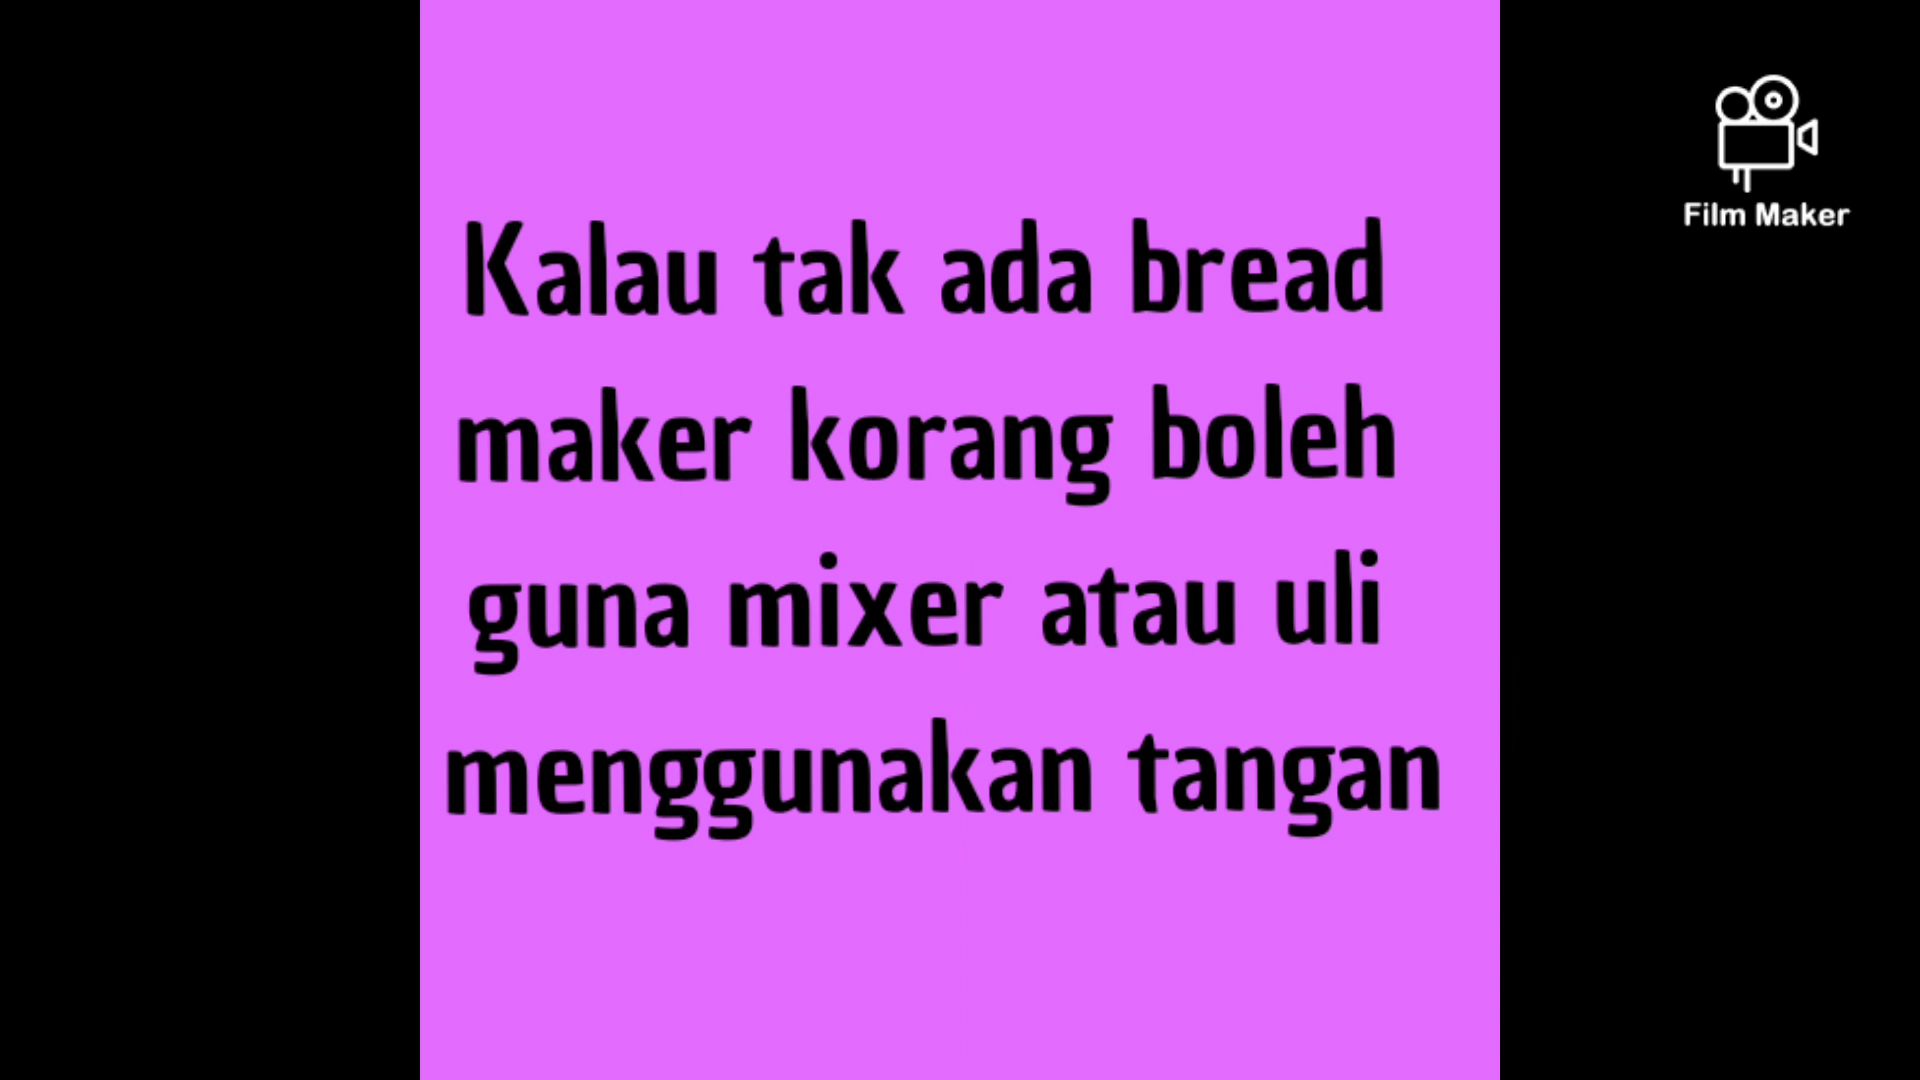 Kalau tak ada bread
maker korang boleh
guna mixer atau uli
menggunakan tangan
Film Maker